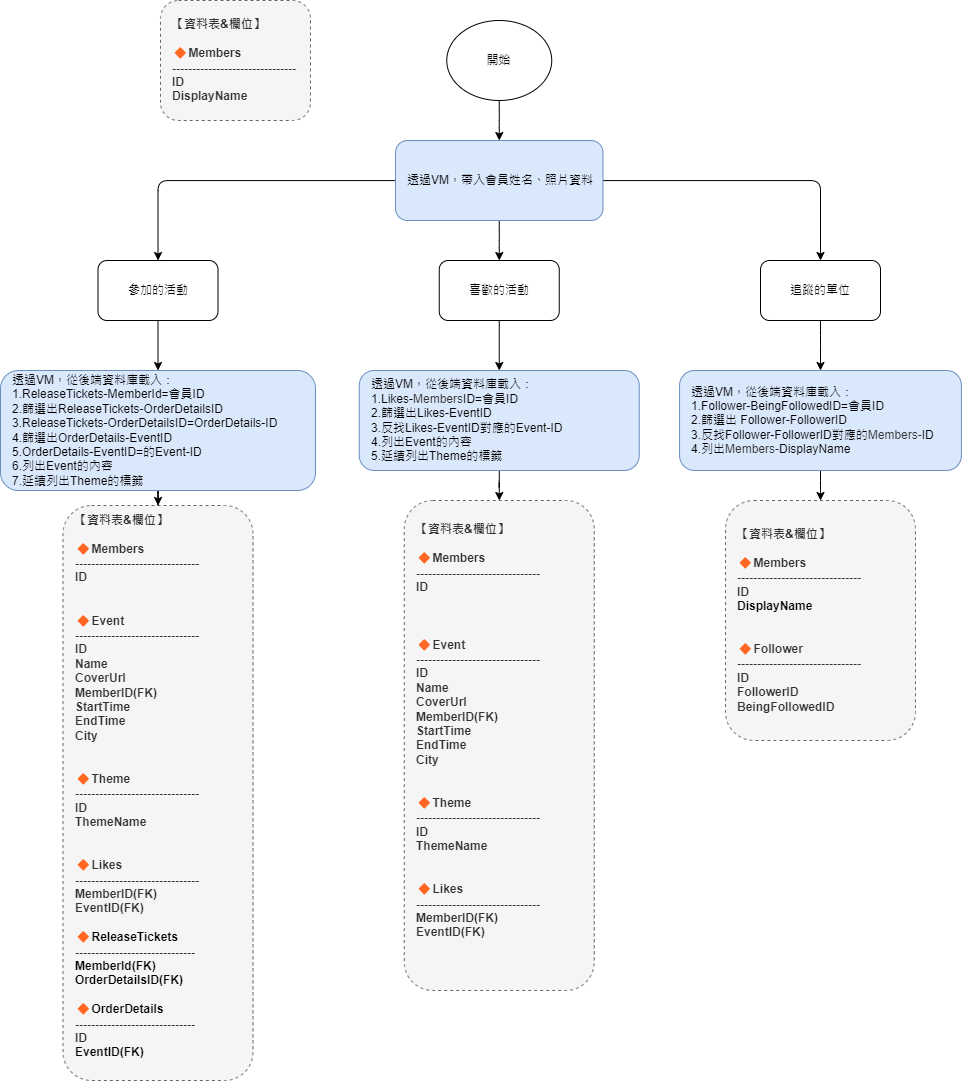 【資料表&欄位】
Members
-------------------------------
ID
DisplayName
開始
透過VM，帶入會員姓名、照片資料
參加的活動
喜歡的活動
追蹤的單位
透過VM，從後端資料庫載入：
1.ReleaseTickets-MemberId=會員ID
2.篩選出ReleaseTickets-OrderDetailsID
3.ReleaseTickets-OrderDetailsID=OrderDetails-ID
4.篩選出OrderDetails-EventID
5.OrderDetails-EventID=的Event-ID
6.列出Event的內容
7.延續列出Theme的標籤
透過VM，從後端資料庫載入：
1.Likes-MembersID=會員ID
2.篩選出Likes-EventID
3.反找Likes-EventID對應的Event-ID
4.列出Event的內容
5.延續列出Theme的標籤
透過VM，從後端資料庫載入：
1.Follower-BeingFollowedID=會員ID
2.篩選出 Follower-FollowerID
3.反找Follower-FollowerID對應的Members-ID
4.列出Members-DisplayName
【資料表&欄位】
Members
-------------------------------
ID
Event
-------------------------------
ID
Name
CoverUrl
MemberID(FK)
StartTime
EndTime
City
Theme
-------------------------------
ID
ThemeName
Likes
-------------------------------
MemberID(FK)
EventID(FK)
ReleaseTickets
------------------------------
MemberId(FK)
OrderDetailsID(FK)
OrderDetails
------------------------------
ID
EventID(FK)
【資料表&欄位】
Members
-------------------------------
ID
Event
-------------------------------
ID
Name
CoverUrl
MemberID(FK)
StartTime
EndTime
City
Theme
-------------------------------
ID
ThemeName
Likes
-------------------------------
MemberID(FK)
EventID(FK)
【資料表&欄位】
Members
-------------------------------
ID
DisplayName
Follower
-------------------------------
ID
FollowerID
BeingFollowedID